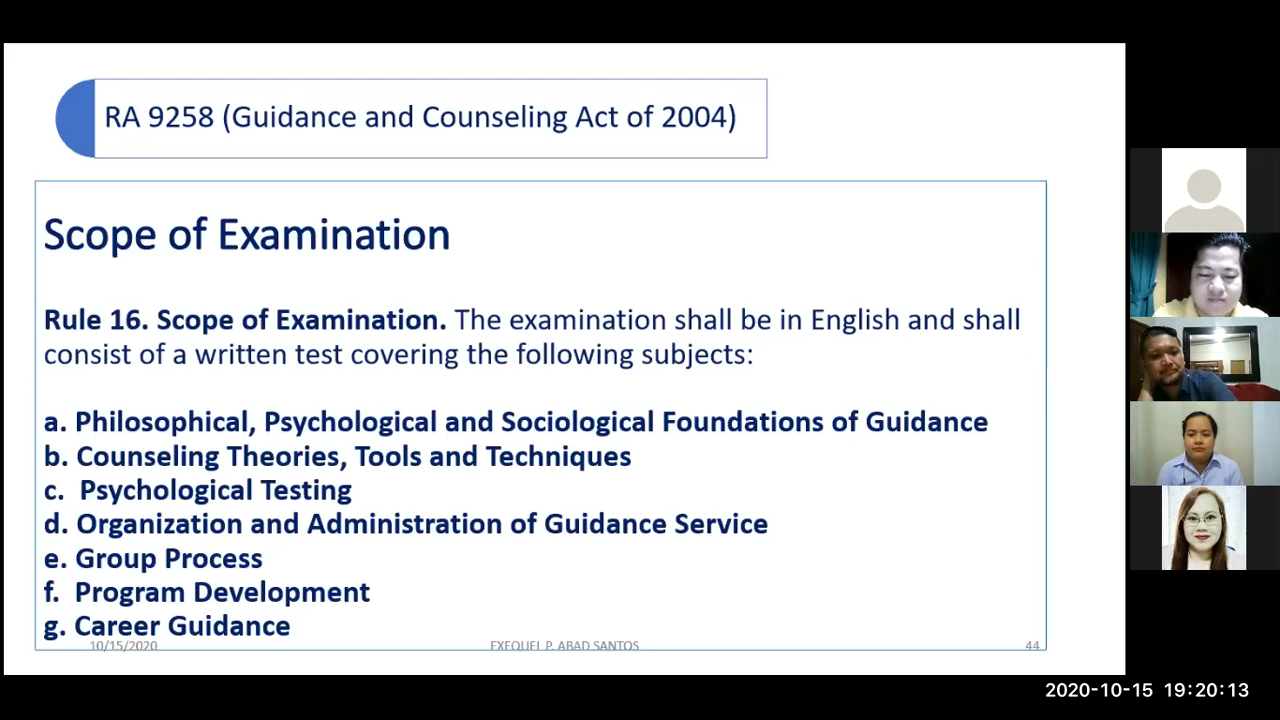 RA 9258 (Guidance and Counseling Act of 2004)
Scope of Examination
Rule 16. Scope of Examination. The examination shall be in English and shall
consist of a written test covering the following subjects:
a. Philosophical, Psychological and Sociological Foundations of Guidance
b. Counseling Theories, Tools and Techniques
c. Psychological Testing
d. Organization and Administration of Guidance Service
e. Group Process
f. Program Development
g. Career Guidance
10/15/2020
EXEQUEL P. ABAD SANTOS
44
2020-10-15 19:20:13